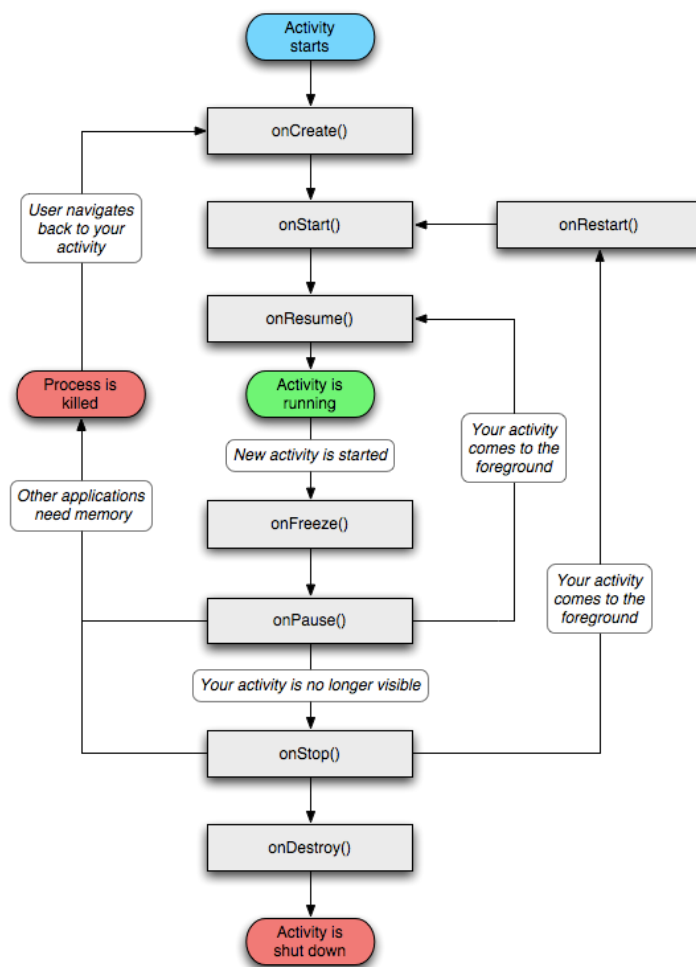 Activity
starts
onCreate()
User navigates
back to your
activity
onStart()
onRestart()
onResume()
Process is
killed
Activity is
running
New activity is started
Your activity
comes to the
foreground
Other applications
need memory
onFreeze()
Your activity
comes to the
foreground
onPause()
Your activity is no longer visible
onStop()
onDestroy()
Activity is
shut down